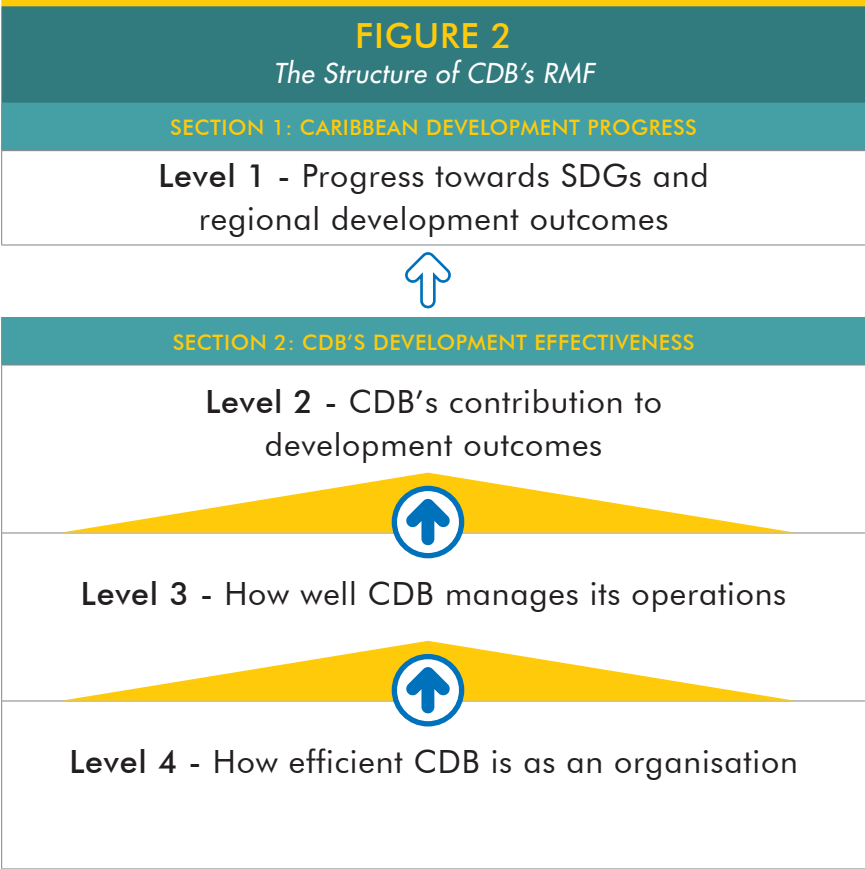 FIGURE 2
The Structure of CDB’s RMF
SECTION 1: CARIBBEAN DEVELOPMENT PROGRESS
Level 1 - Progress towards SDGs and
regional development outcomes
SECTION 2: CDB’S DEVELOPMENT EFFECTIVENESS
Level 2 - CDB’s contribution to
development outcomes
Level 3 - How well CDB manages its operations
Level 4 - How efficient CDB is as an organisation